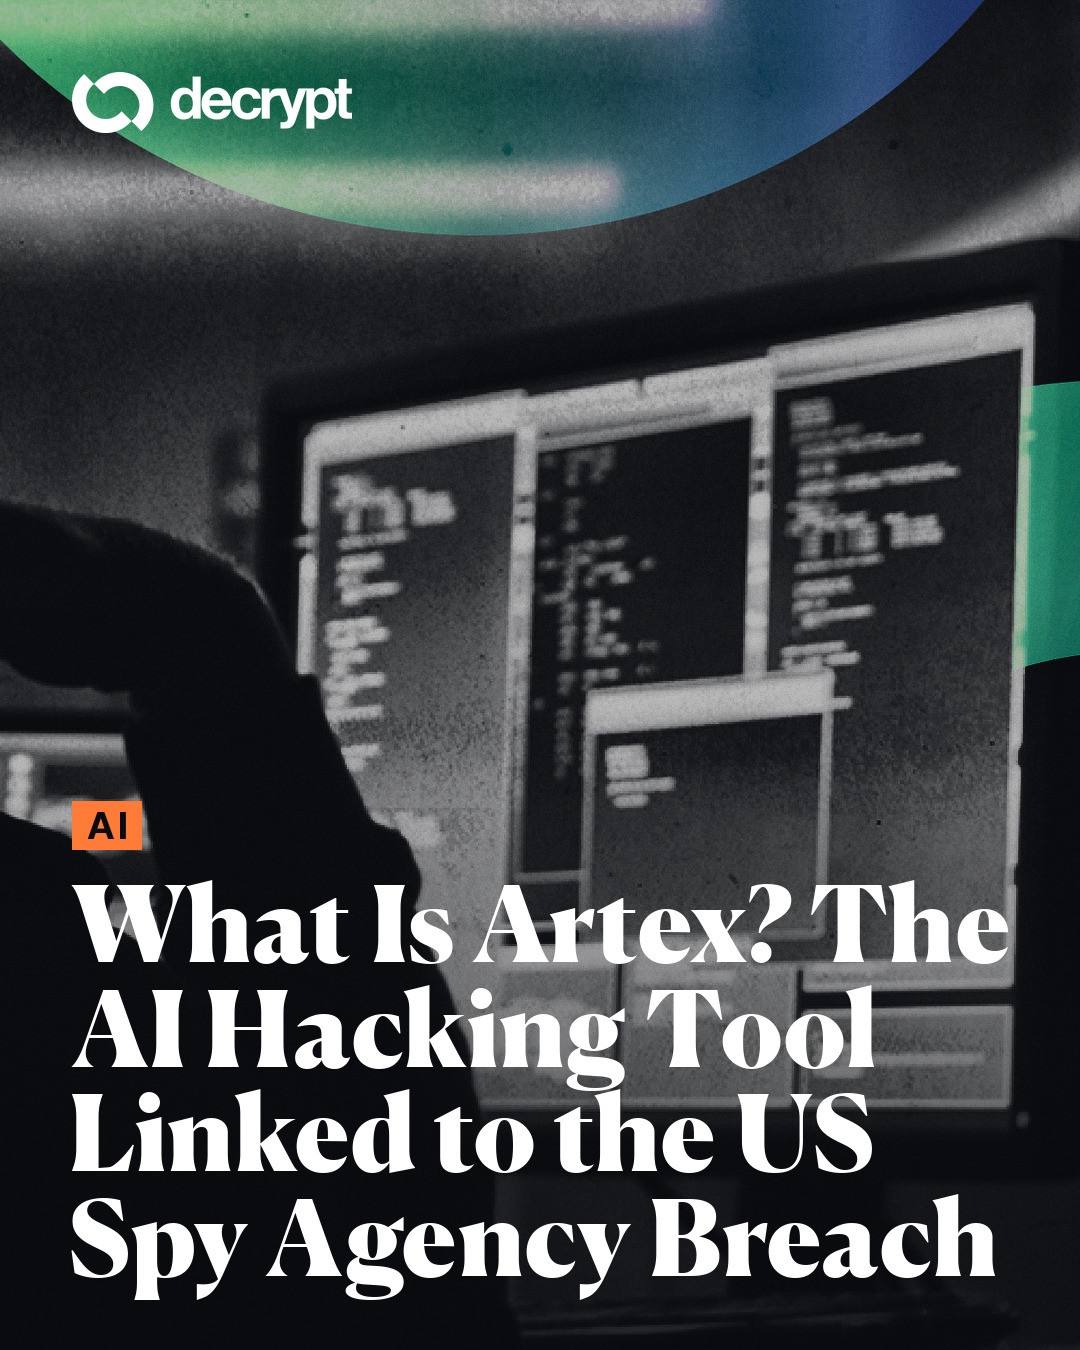 decrypt
AI
What Is Artex? The
AI Hacking Tool
Linked to the US
Spy Agency Breach